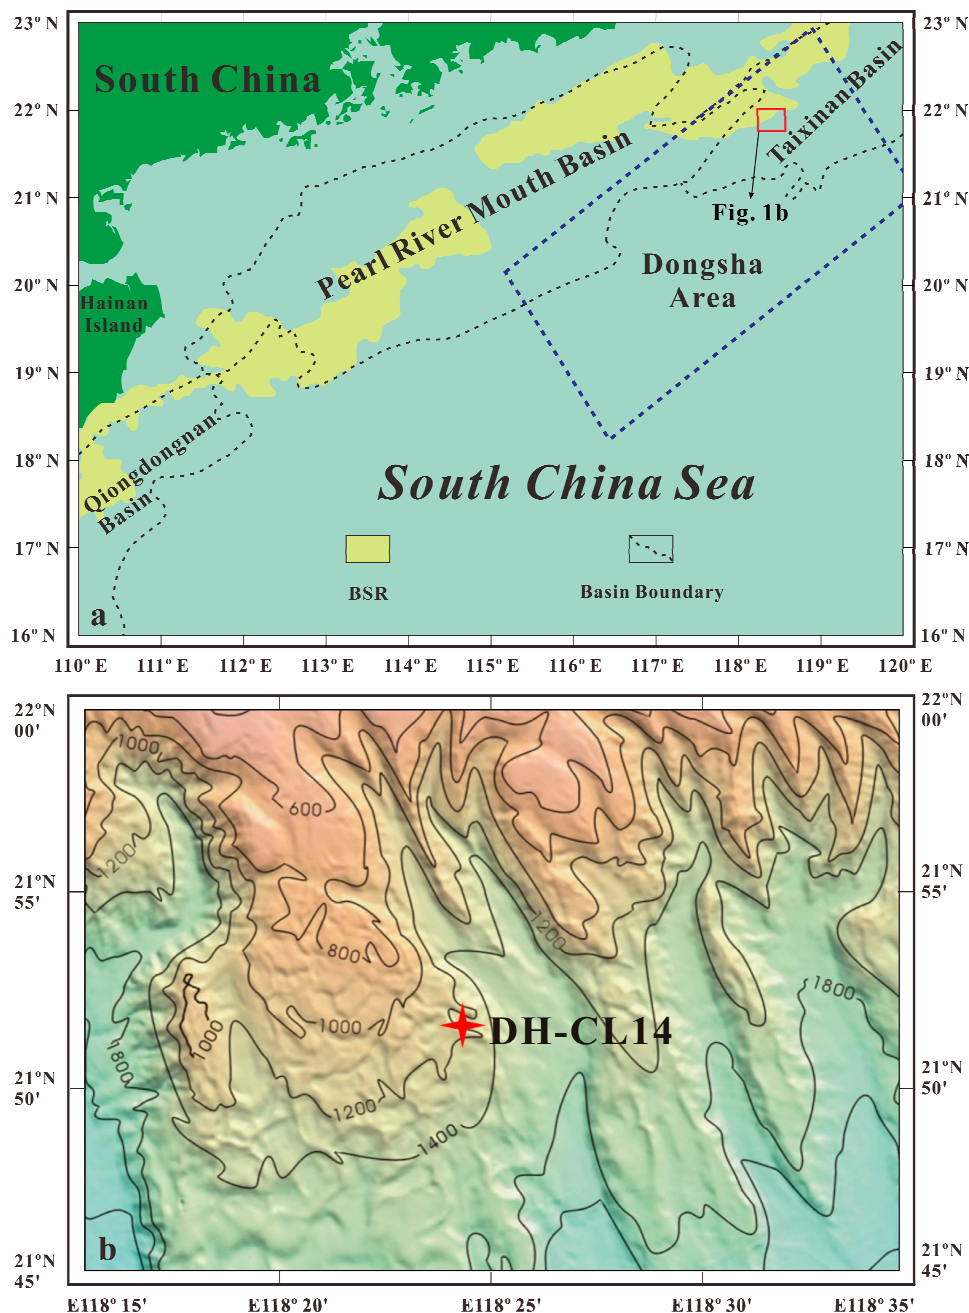 23° N
23° N
South China
Taixinan Basin
22° N
22° N
Pearl River Mouth Basin
21° N
21° N
Fig. 1b
Dongsha
Area
20° N
20° N
Hainan
Island
19° N
19° N
Qiongdongnan
Basin
18° N
18° N
South China Sea
17° N
17° N
BSR
Basin Boundary
a
16° N
16° N
110° E
111° E
112° E
113° E
114° E
115° E
116° E
117° E
118° E
119° E
120° E
22°N
00'
22°N
00'
1000
600
1200
21°N
55'
21°N
55'
1200
800
1800
1000
1000
DH-CL14
1800
21°N
50'
21°N
50'
1200
1400
b
21°N
45'
21°N
45'
E118° 15'
E118° 20'
E118° 25'
E118° 30'
E118° 35'